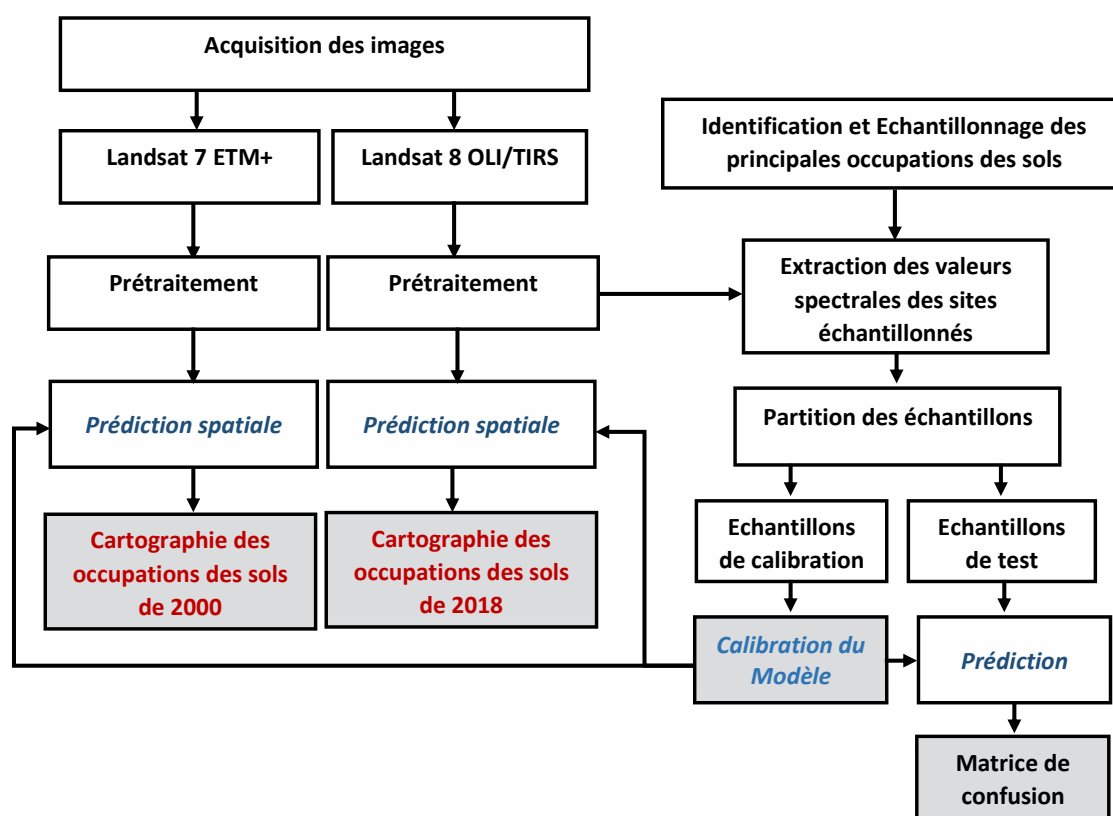 Acquisition des images
Landsat 7 ETM+
Landsat 8 OLI/TIRS
Identification et Echantillonnage des
principales occupations des sols
Prétraitement
Prétraitement
Extraction des valeurs
spectrales des sites
échantillonnés
Prédiction spatiale
Prédiction spatiale
Partition des échantillons
Cartographie des
occupations des sols
de 2000
Cartographie des
occupations des sols
de 2018
Echantillons
de calibration
Echantillons
de test
Calibration du
Modèle
Prédiction
Matrice de
confusion